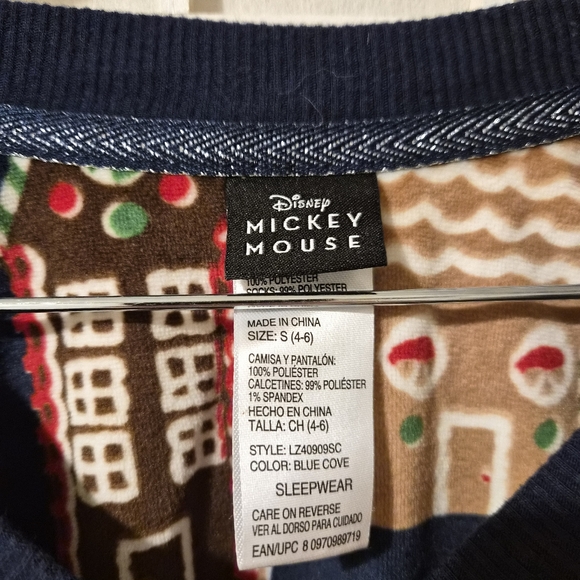 Disney
MICKEY
MOUSE
100% POLYESTER
SOCKS: 99% POLYESTER
MADE IN CHINA
SIZE: S (4-6)
CAMISA Y PANTALÓN:
100% POLIÉSTER
CALCETINES: 99% POLIÉSTER
1% SPANDEX
HECHO EN CHINA
TALLA: CH (4-6)
STYLE: LZ40909SC
COLOR: BLUE COVE
SLEEPWEAR
CARE ON REVERSE
VER AL DORSO PARA CUIDADO
EAN/UPC 8 0970989719